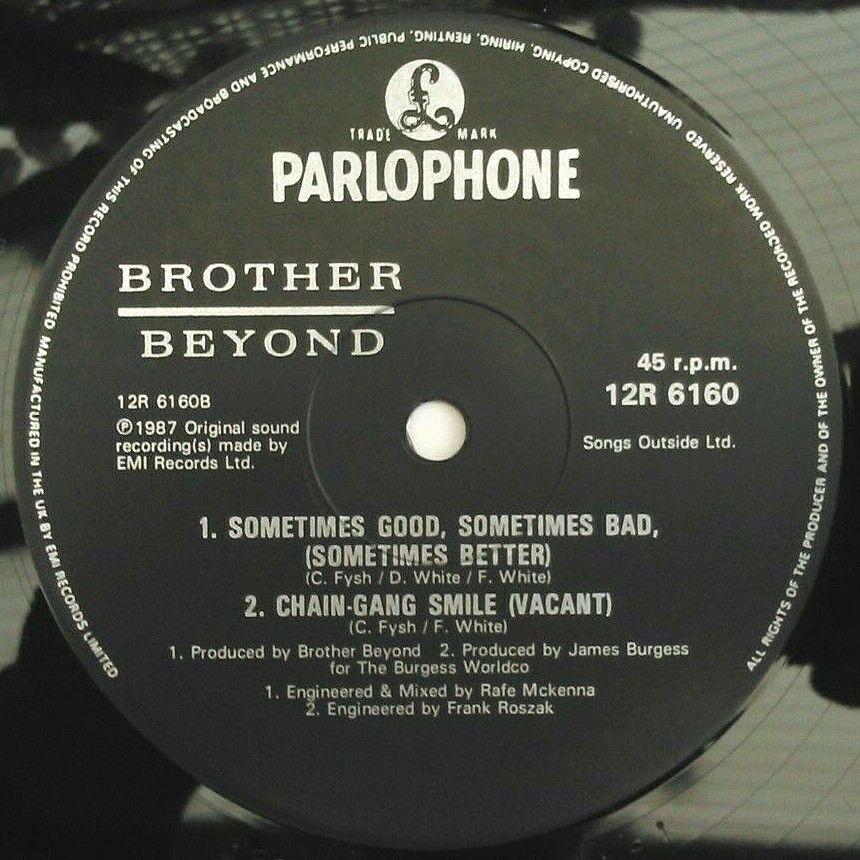 ALL RIGHTS OF THE PRODUCER AND OF THE OWNER OF THE RECORDED WORK RESERVED UNAUTHORISED COPYING, HIRING, RENTING, PUBLIC PERFORMANCE AND BROADCASTING OF THIS RECORD PROHIBITED MANUFACTURED IN THE UK BY EMI RECORDS LIMITED
£
TRADE MARK
PARLOPHONE
BROTHER
BEYOND
45 r.p.m.
12R 6160
12R 6160B
℗1987 Original sound
recording(s) made by
EMI Records Ltd.
Songs Outside Ltd.
1. SOMETIMES GOOD, SOMETIMES BAD,
(SOMETIMES BETTER)
(C. Fysh / D. White / F. White)
2. CHAIN-GANG SMILE (VACANT)
(C. Fysh / F. White)
1. Produced by Brother Beyond 2. Produced by James Burgess
for The Burgess Worldco
1. Engineered & Mixed by Rafe Mckenna
2. Engineered by Frank Roszak